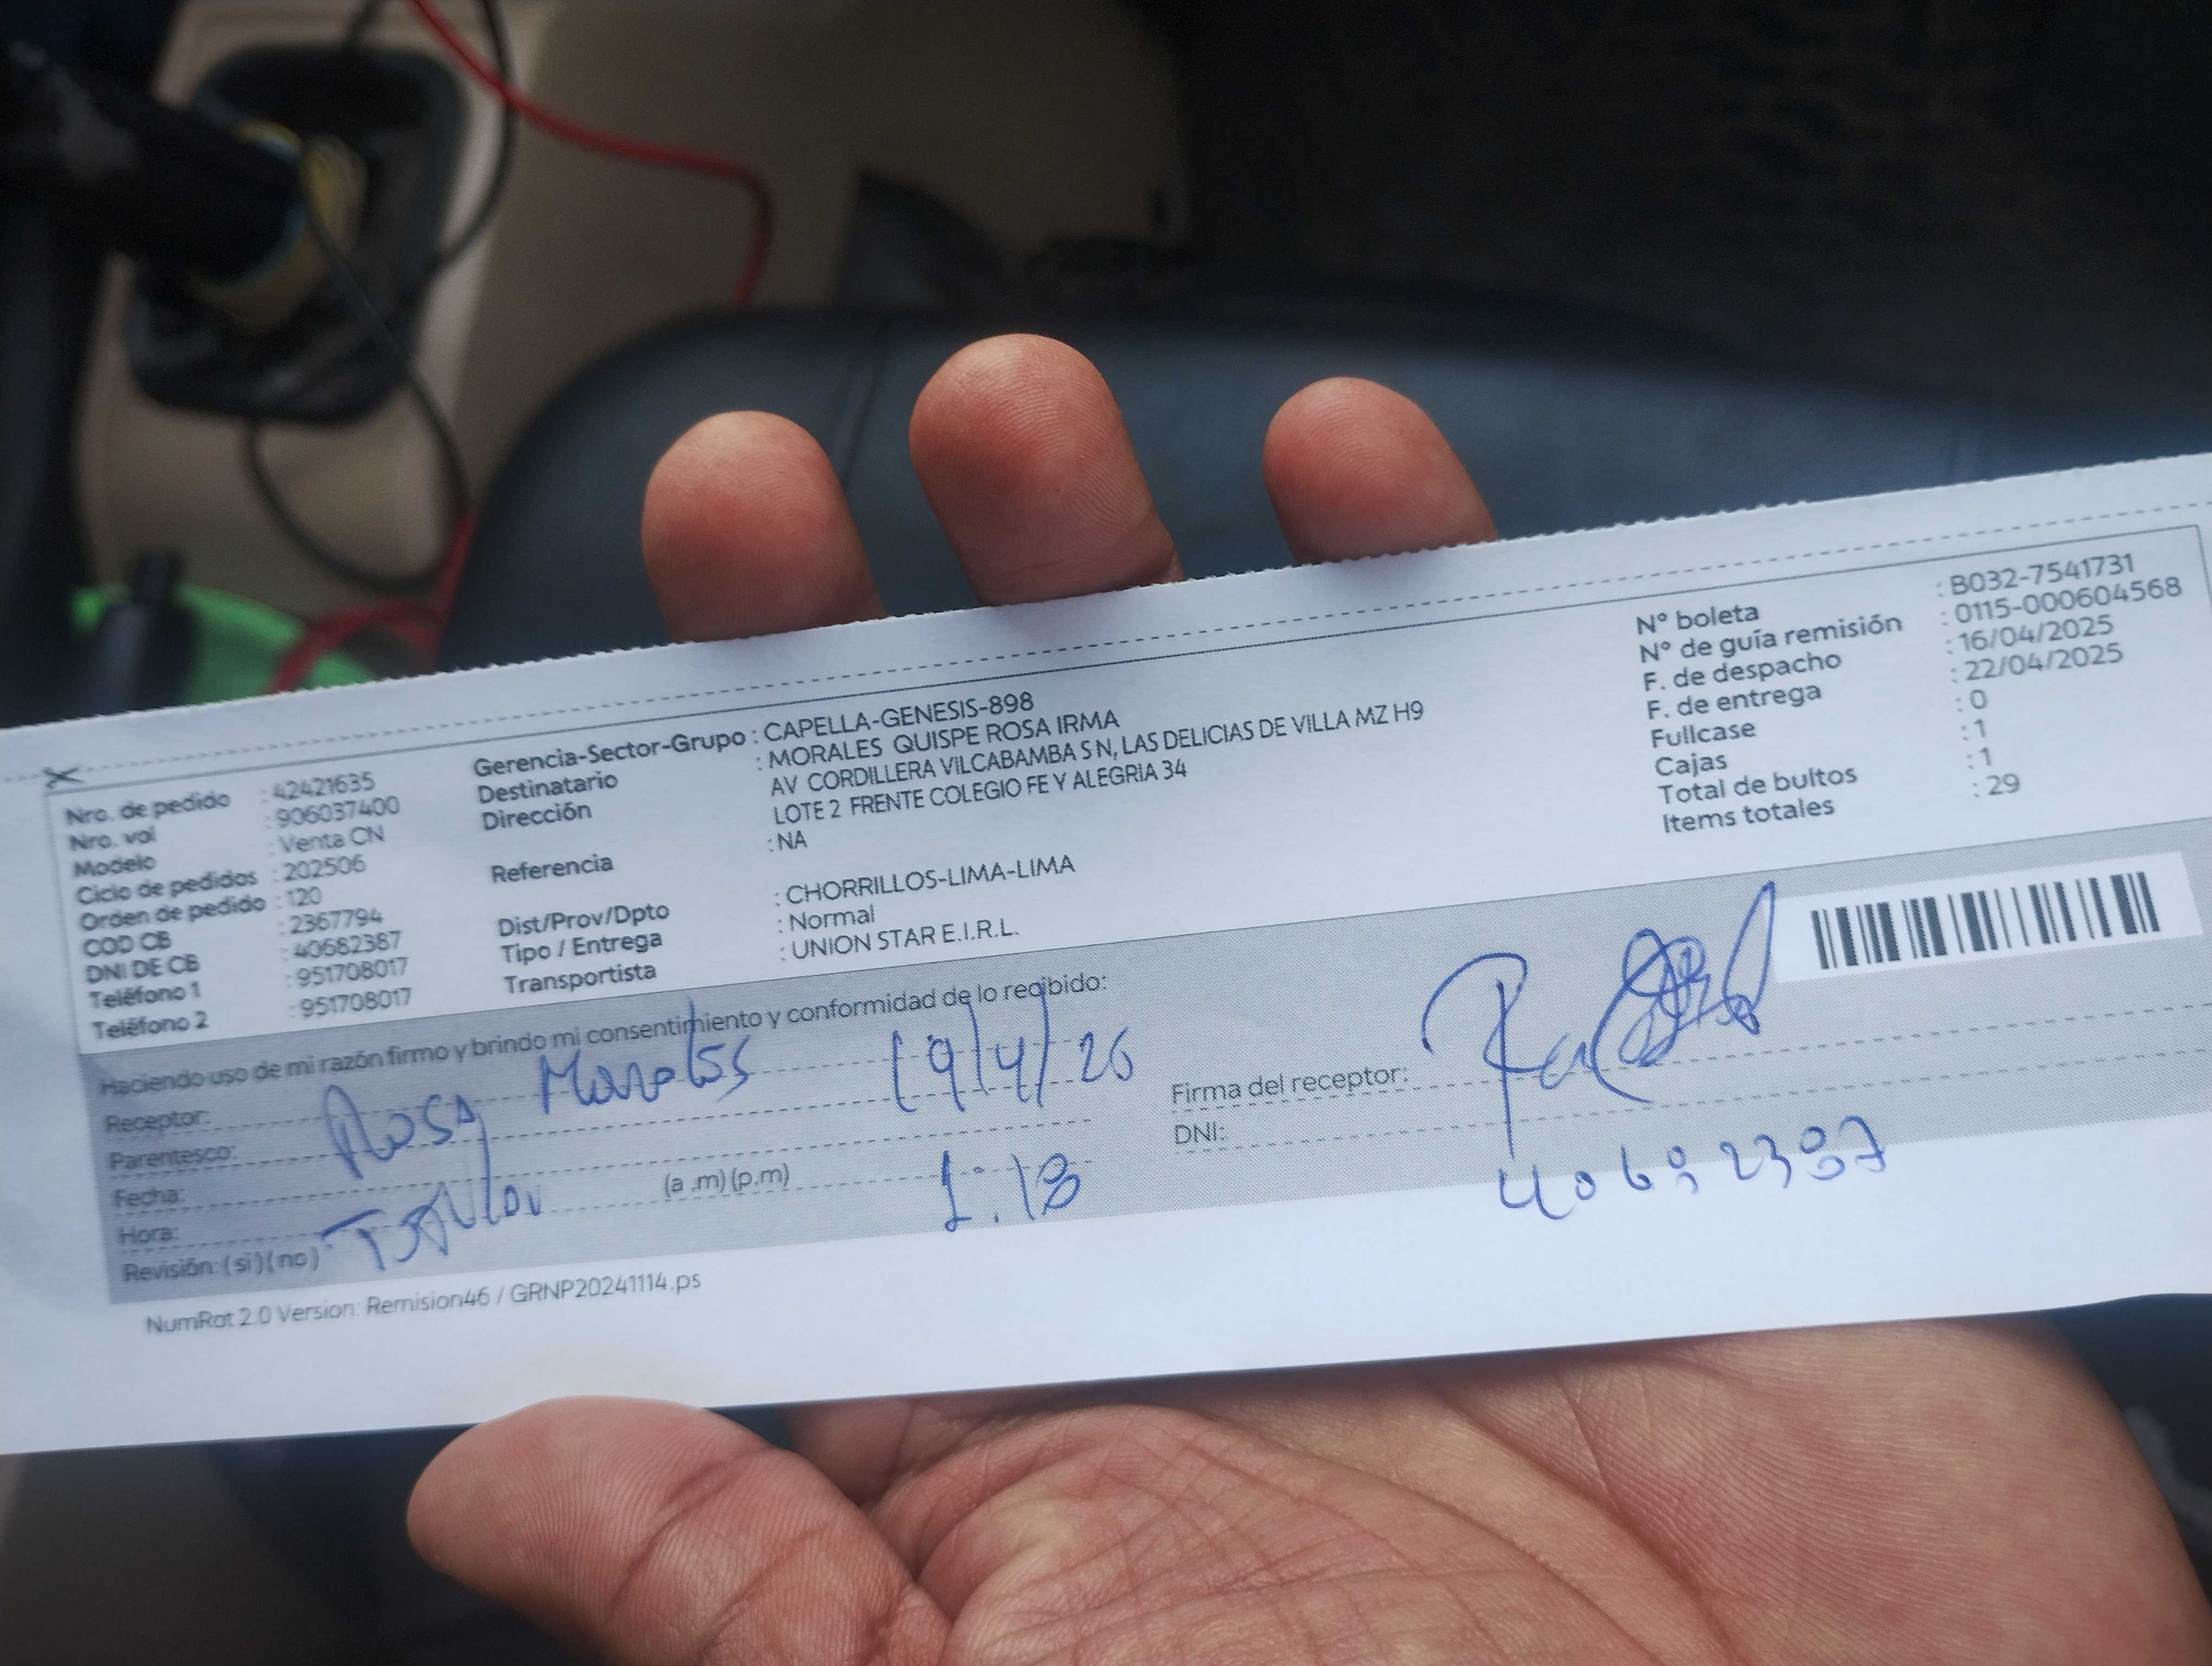 Nro. de pedido : 42421635
Nro. vol : 906037400
Modelo : Venta CN
Ciclo de pedidos : 202506
Orden de pedido : 120
COD CB : 2367794
DNI DE CB : 40682387
Teléfono 1 : 951708017
Teléfono 2 : 951708017
Gerencia-Sector-Grupo : CAPELLA-GENESIS-898
Destinatario : MORALES QUISPE ROSA IRMA
Dirección AV CORDILLERA VILCABAMBA S N, LAS DELICIAS DE VILLA MZ H9
LOTE 2 FRENTE COLEGIO FE Y ALEGRIA 34
Referencia : NA
Dist/Prov/Dpto : CHORRILLOS-LIMA-LIMA
Tipo / Entrega : Normal
Transportista : UNION STAR E.I.R.L.
N° boleta : B032-7541731
N° de guía remisión : 0115-000604568
F. de despacho : 16/04/2025
F. de entrega : 22/04/2025
Fullcase : 0
Cajas : 1
Total de bultos : 1
Items totales : 29
Haciendo uso de mi razón firmo y brindo mi consentimiento y conformidad de lo recibido:
Receptor: Rosa Morales
Parentesco:
Fecha: 19/4/25
Hora: (a .m) (p.m) 1:18
Revisión: (si) (no)
Firma del receptor:
DNI: 40682387
NumRot 2.0 Version: Remision46 / GRNP20241114.ps